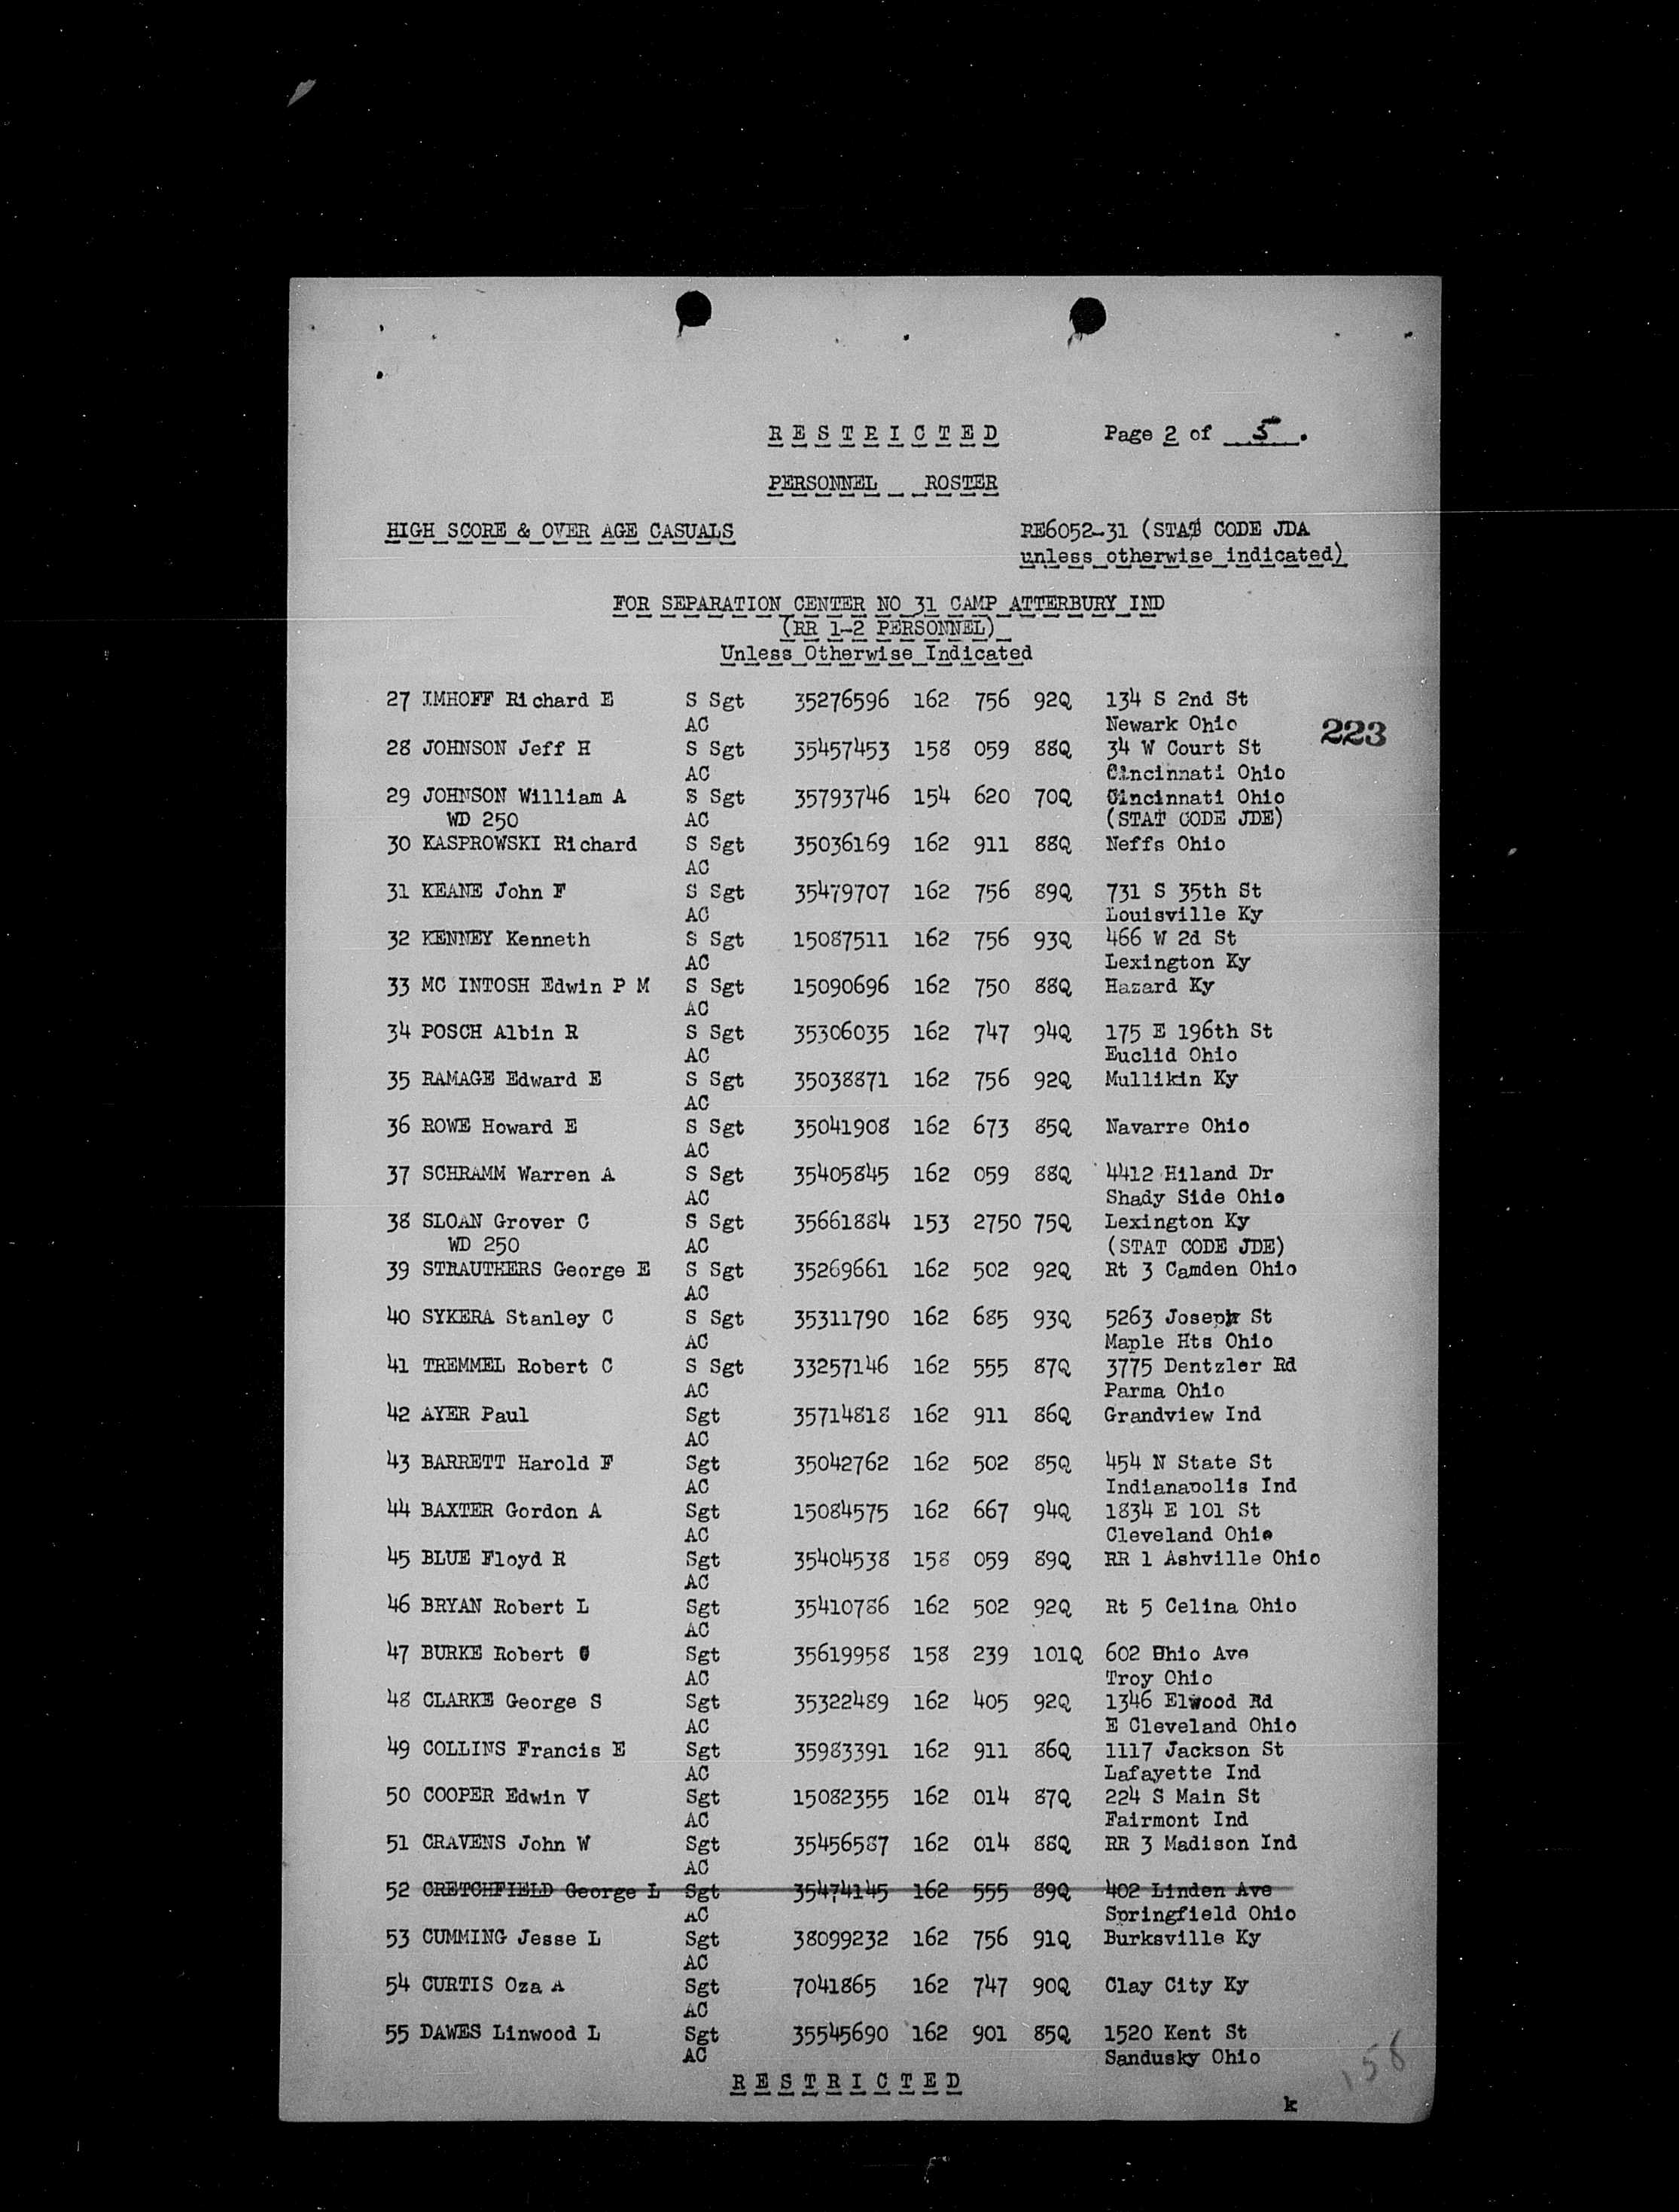 RESTRICTED Page 2 of 5.
PERSONNEL ROSTER
HIGH SCORE & OVER AGE CASUALS RE6052-31 (STAT CODE JDA
unless otherwise indicated)
FOR SEPARATION CENTER NO 31 CAMP ATTERBURY IND
(RR 1-2 PERSONNEL)
Unless Otherwise Indicated
27 IMHOFF Richard E S Sgt 35276596 162 756 92Q 134 S 2nd St
AC Newark Ohio
223
28 JOHNSON Jeff H S Sgt 35457453 158 059 88Q 34 W Court St
AC Cincinnati Ohio
29 JOHNSON William A S Sgt 35793746 154 620 70Q Cincinnati Ohio
WD 250 AC (STAT CODE JDE)
30 KASPROWSKI Richard S Sgt 35036169 162 911 88Q Neffs Ohio
AC
31 KEANE John F S Sgt 35479707 162 756 89Q 731 S 35th St
AC Louisville Ky
32 KENNEY Kenneth S Sgt 15087511 162 756 93Q 466 W 2d St
AC Lexington Ky
33 MC INTOSH Edwin P M S Sgt 15090696 162 750 88Q Hazard Ky
AC
34 POSCH Albin R S Sgt 35306035 162 747 94Q 175 E 196th St
AC Euclid Ohio
35 RAMAGE Edward E S Sgt 35038871 162 756 92Q Mullikin Ky
AC
36 ROWE Howard E S Sgt 35041908 162 673 85Q Navarre Ohio
AC
37 SCHRAMM Warren A S Sgt 35405845 162 059 88Q 4412 Hiland Dr
AC Shady Side Ohio
38 SLOAN Grover C S Sgt 35661884 153 2750 75Q Lexington Ky
WD 250 AC (STAT CODE JDE)
39 STRAUTHERS George E S Sgt 35269661 162 502 92Q Rt 3 Camden Ohio
AC
40 SYKERA Stanley C S Sgt 35311790 162 685 93Q 5263 Joseph St
AC Maple Hts Ohio
41 TREMMEL Robert C S Sgt 33257146 162 555 87Q 3775 Dentzler Rd
AC Parma Ohio
42 AYER Paul Sgt 35714818 162 911 86Q Grandview Ind
AC
43 BARRETT Harold F Sgt 35042762 162 502 85Q 454 N State St
AC Indianapolis Ind
44 BAXTER Gordon A Sgt 15084575 162 667 94Q 1834 E 101 St
AC Cleveland Ohio
45 BLUE Floyd R Sgt 35404538 158 059 89Q RR 1 Ashville Ohio
AC
46 BRYAN Robert L Sgt 35410786 162 502 92Q Rt 5 Celina Ohio
AC
47 BURKE Robert Sgt 35619958 158 239 101Q 602 Ohio Ave
AC Troy Ohio
48 CLARKE George S Sgt 35322489 162 405 92Q 1346 Elwood Rd
AC E Cleveland Ohio
49 COLLINS Francis E Sgt 35983391 162 911 86Q 1117 Jackson St
AC Lafayette Ind
50 COOPER Edwin V Sgt 15082355 162 014 87Q 224 S Main St
AC Fairmont Ind
51 CRAVENS John W Sgt 35456587 162 014 88Q RR 3 Madison Ind
AC
52 CRETCHFIELD George L Sgt 35474145 162 555 89Q 402 Linden Ave
AC Springfield Ohio
53 CUMMING Jesse L Sgt 38099232 162 756 91Q Burksville Ky
AC
54 CURTIS Oza A Sgt 7041865 162 747 90Q Clay City Ky
AC
55 DAWES Linwood L Sgt 35545690 162 901 85Q 1520 Kent St
AC Sandusky Ohio
158
RESTRICTED
k